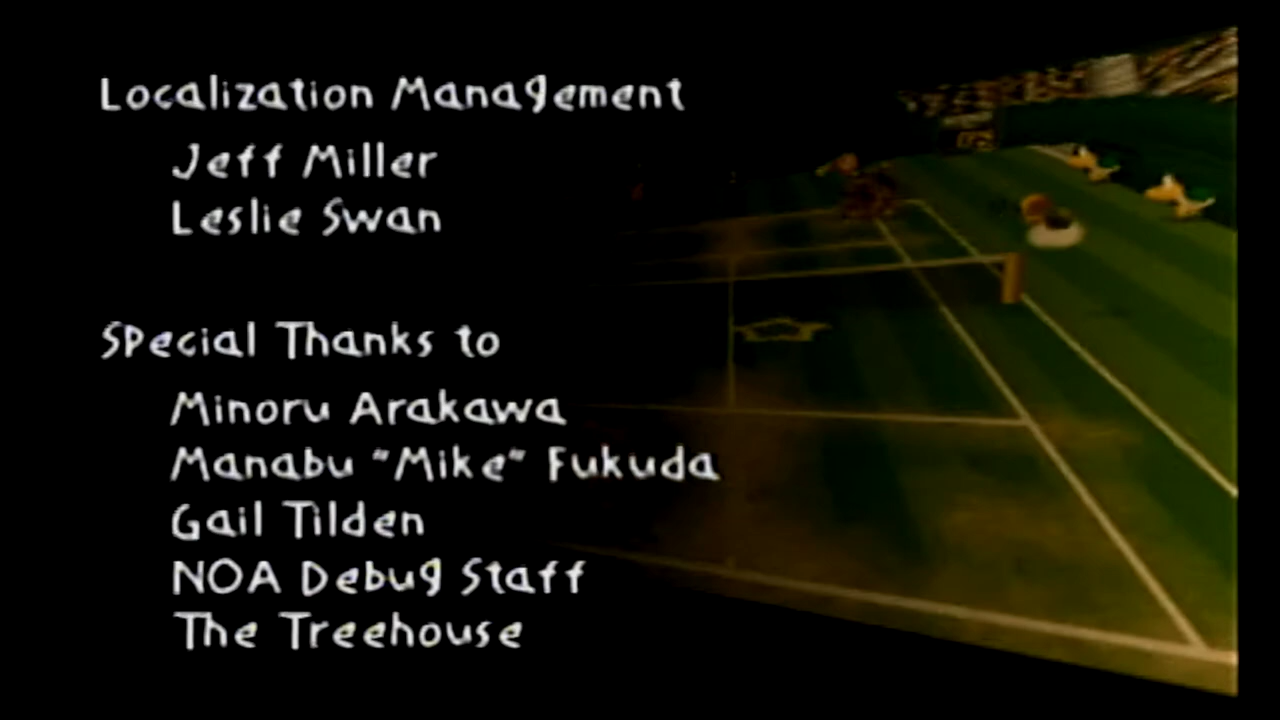 Localization Management
Jeff Miller
Leslie Swan
Special Thanks to
Minoru Arakawa
Manabu "Mike" Fukuda
Gail Tilden
NOA Debug Staff
The Treehouse